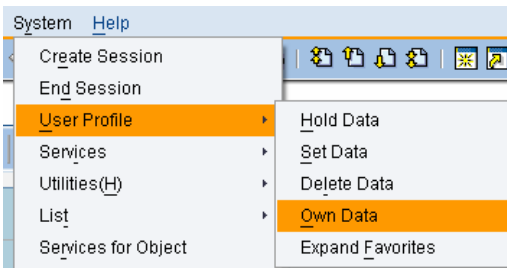 System Help
Create Session
End Session
User Profile
Services
Utilities(H)
List
Services for Object
Hold Data
Set Data
Delete Data
Own Data
Expand Favorites